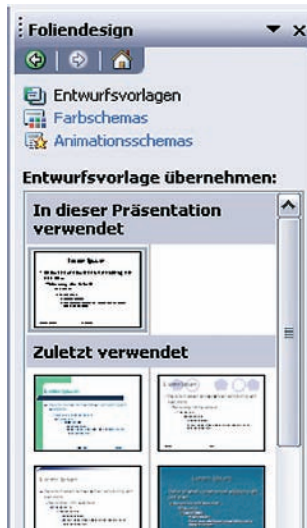 Foliendesign
Entwurfsvorlagen
Farbschemas
Animationsschemas
Entwurfsvorlage übernehmen:
In dieser Präsentation
verwendet
Zuletzt verwendet